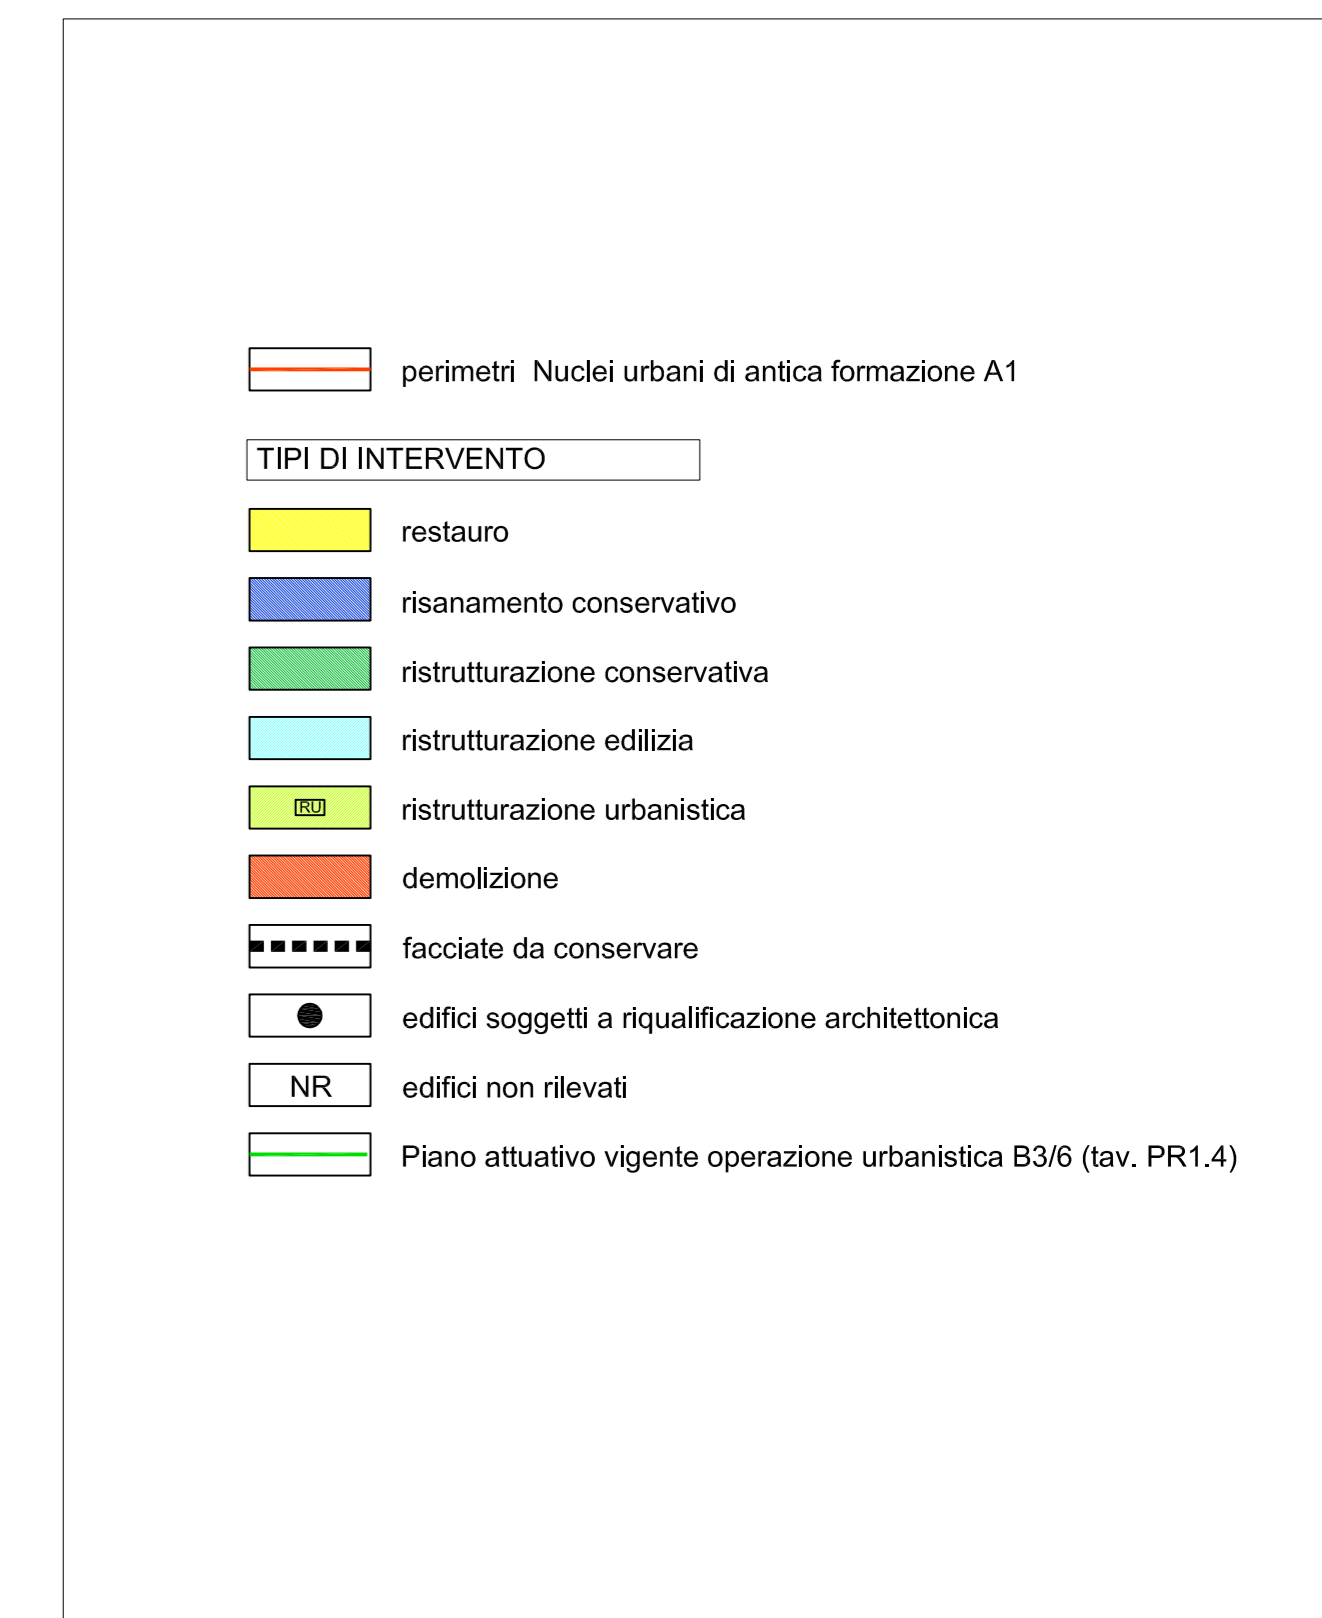 perimetri Nuclei urbani di antica formazione A1
TIPI DI INTERVENTO
restauro
risanamento conservativo
ristrutturazione conservativa
ristrutturazione edilizia
RU ristrutturazione urbanistica
demolizione
facciate da conservare
edifici soggetti a riqualificazione architettonica
NR edifici non rilevati
Piano attuativo vigente operazione urbanistica B3/6 (tav. PR1.4)